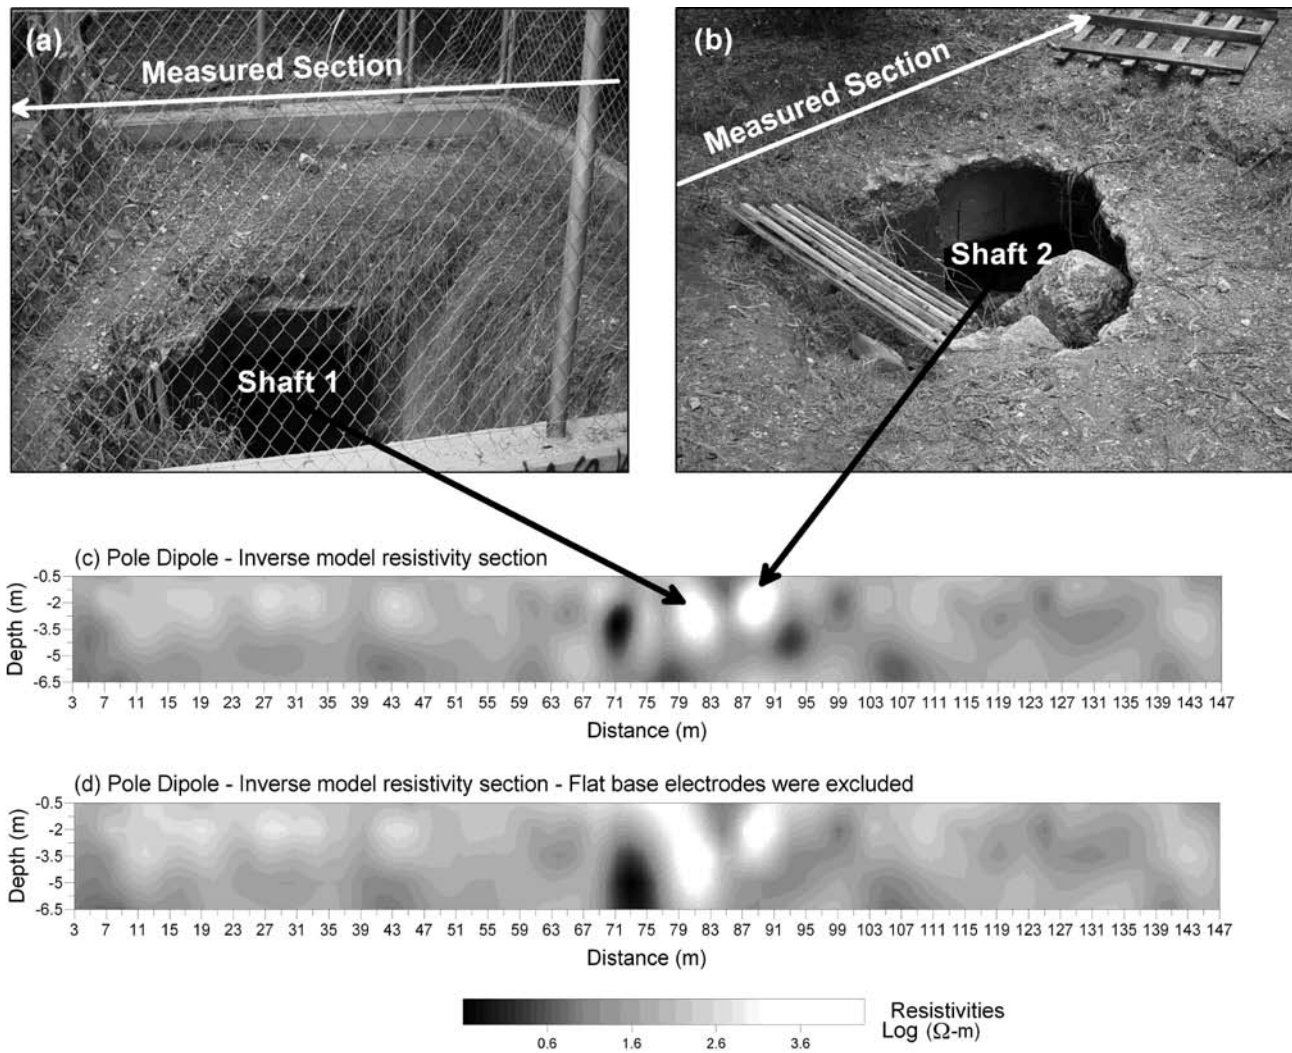 (a)
Measured Section
Shaft 1
(b)
Measured Section
Shaft 2
(c) Pole Dipole - Inverse model resistivity section
Depth (m)
-0.5
-2
-3.5
-5
-6.5
3 7 11 15 19 23 27 31 35 39 43 47 51 55 59 63 67 71 75 79 83 87 91 95 99 103 107 111 115 119 123 127 131 135 139 143 147
Distance (m)
(d) Pole Dipole - Inverse model resistivity section - Flat base electrodes were excluded
Depth (m)
-0.5
-2
-3.5
-5
-6.5
3 7 11 15 19 23 27 31 35 39 43 47 51 55 59 63 67 71 75 79 83 87 91 95 99 103 107 111 115 119 123 127 131 135 139 143 147
Distance (m)
Resistivities
Log (Ω-m)
0.6 1.6 2.6 3.6